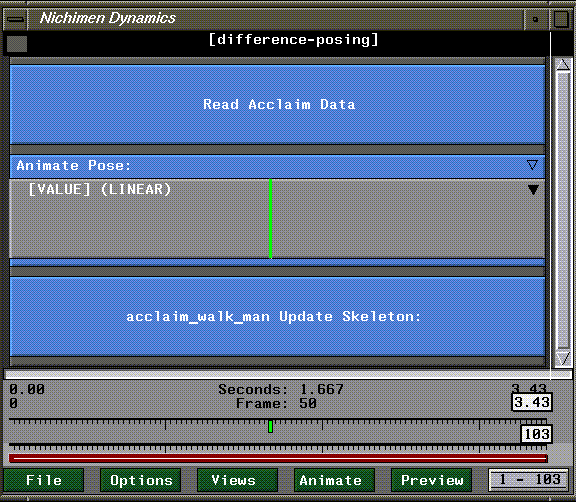 Nichimen Dynamics
[difference-posing]
Read Acclaim Data
Animate Pose:
[VALUE] (LINEAR)
acclaim_walk_man Update Skeleton:
0.00 Seconds: 1.667 3.43
0 Frame: 50 3.43
103
File Options Views Animate Preview 1 - 103